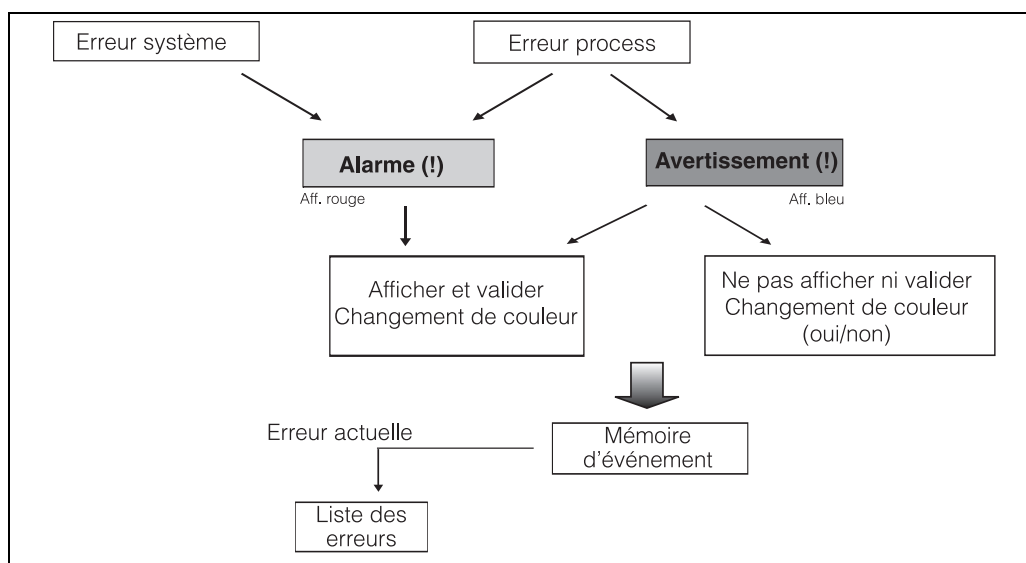 Erreur système
Erreur process
Alarme (!)
Avertissement (!)
Aff. rouge
Aff. bleu
Afficher et valider
Changement de couleur
Ne pas afficher ni valider
Changement de couleur
(oui/non)
Erreur actuelle
Mémoire
d'événement
Liste des
erreurs